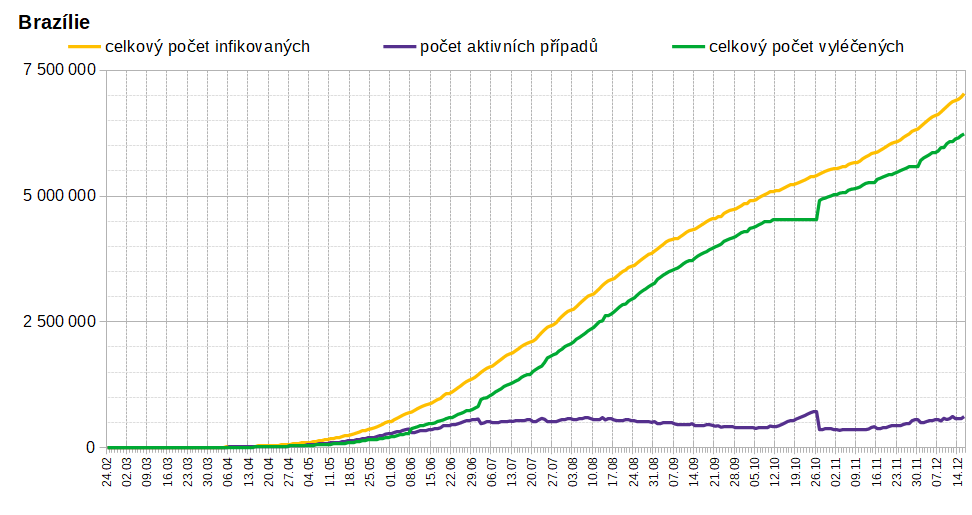 Brazílie
celkový počet infikovaných počet aktivních případů celkový počet vyléčených
7 500 000
5 000 000
2 500 000
0
24.02 02.03 09.03 16.03 23.03 30.03 06.04 13.04 20.04 27.04 04.05 11.05 18.05 25.05 01.06 08.06 15.06 22.06 29.06 06.07 13.07 20.07 27.07 03.08 10.08 17.08 24.08 31.08 07.09 14.09 21.09 28.09 05.10 12.10 19.10 26.10 02.11 09.11 16.11 23.11 30.11 07.12 14.12